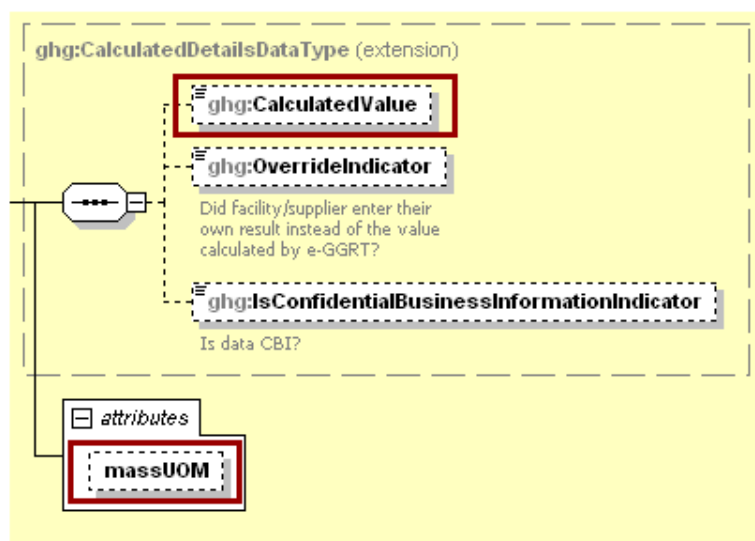 ghg:CalculatedDetailsDataType (extension)
ghg:CalculatedValue
ghg:OverrideIndicator
Did facility/supplier enter their
own result instead of the value
calculated by e-GGRT?
ghg:IsConfidentialBusinessInformationIndicator
Is data CBI?
attributes
massUOM